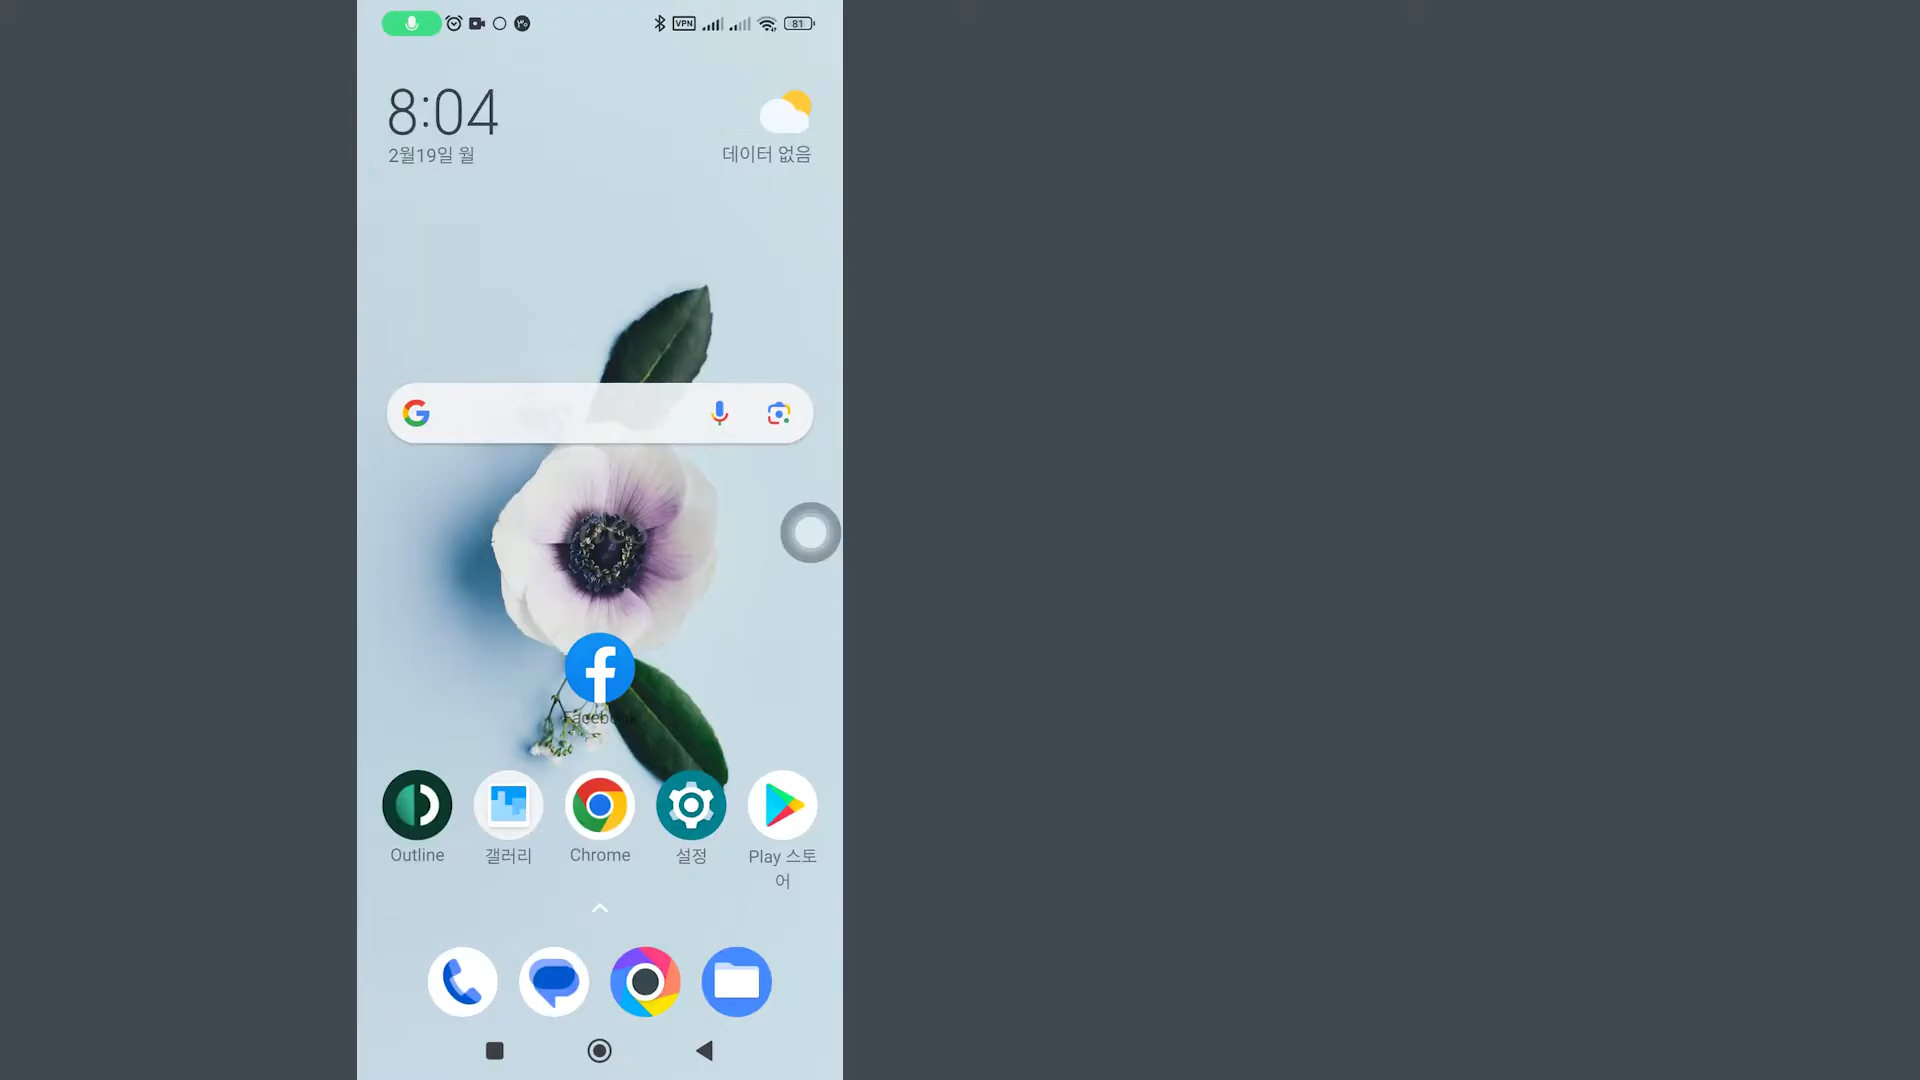 VPN
81
8:04
2월19일 월
데이터 없음
Facebook
Outline
갤러리
Chrome
설정
Play 스토
어